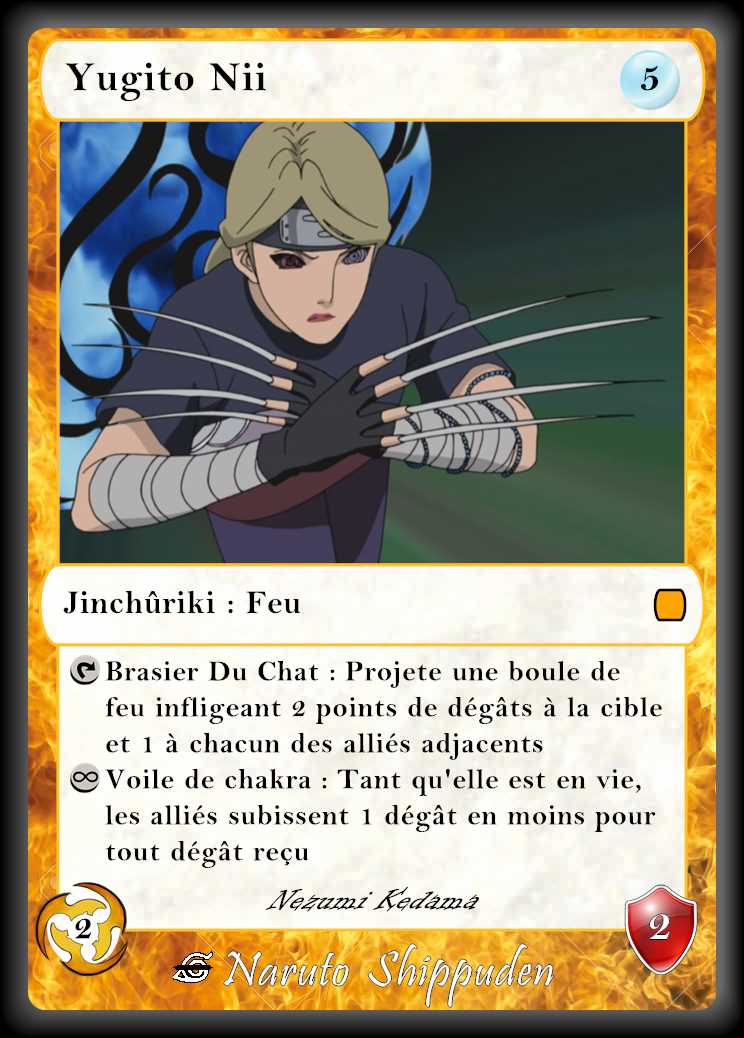 Yugito Nii
5
Jinchûriki : Feu
Brasier Du Chat : Projete une boule de
feu infligeant 2 points de dégâts à la cible
et 1 à chacun des alliés adjacents
∞ Voile de chakra : Tant qu'elle est en vie,
les alliés subissent 1 dégât en moins pour
tout dégât reçu
Nezumi Kedama
2
2
Naruto Shippuden